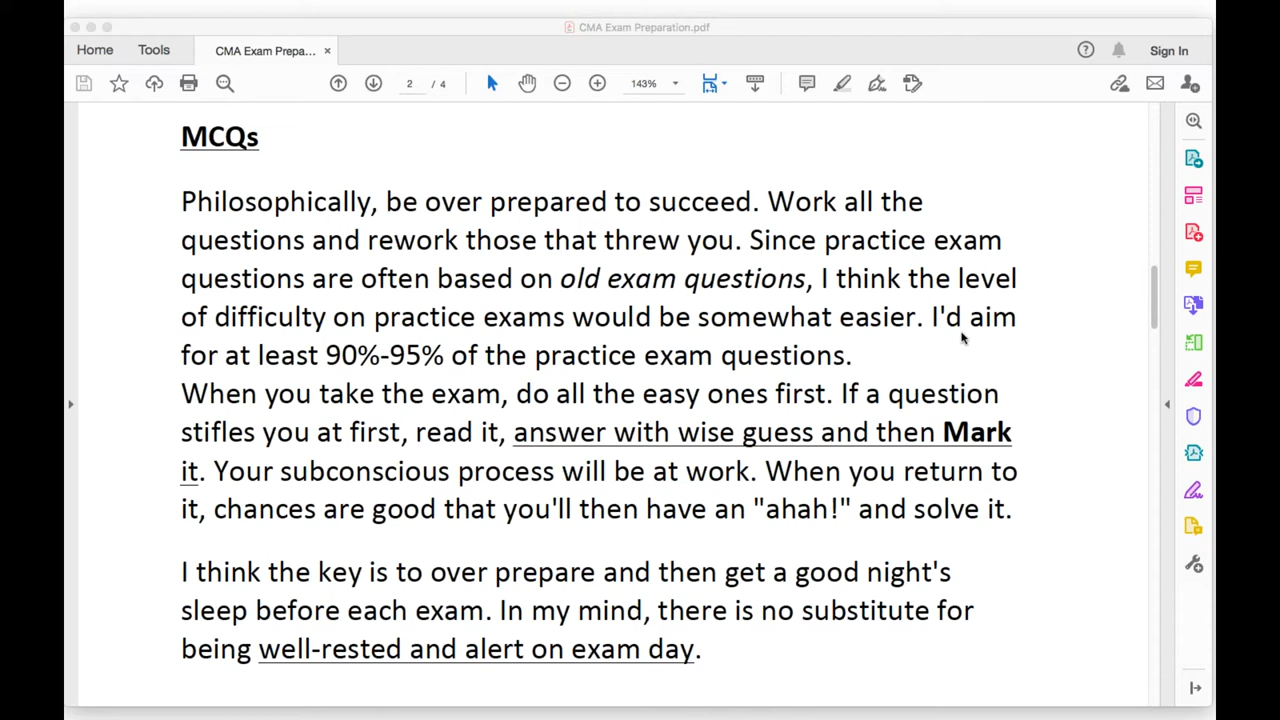 CMA Exam Preparation.pdf
Home Tools CMA Exam Prepa... × Sign In
2 / 4 143%
MCQs
Philosophically, be over prepared to succeed. Work all the
questions and rework those that threw you. Since practice exam
questions are often based on old exam questions, I think the level
of difficulty on practice exams would be somewhat easier. I'd aim
for at least 90%-95% of the practice exam questions.
When you take the exam, do all the easy ones first. If a question
stifles you at first, read it, answer with wise guess and then Mark
it. Your subconscious process will be at work. When you return to
it, chances are good that you'll then have an "ahah!" and solve it.
I think the key is to over prepare and then get a good night's
sleep before each exam. In my mind, there is no substitute for
being well-rested and alert on exam day.